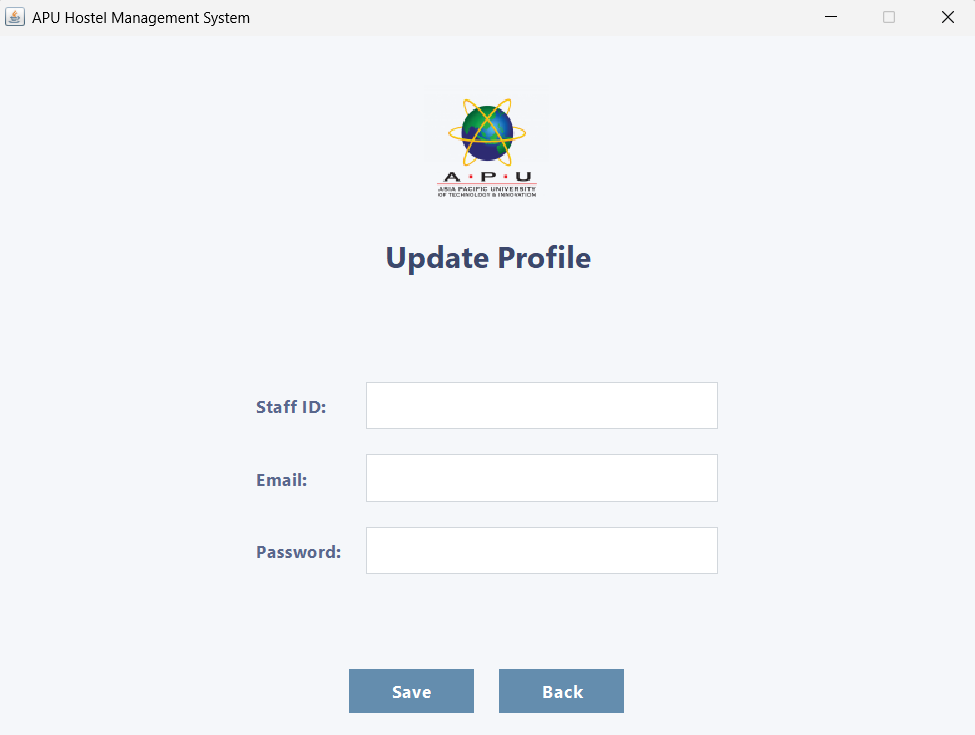 APU Hostel Management System
A • P • U
ASIA PACIFIC UNIVERSITY
OF TECHNOLOGY & INNOVATION
Update Profile
Staff ID:
Email:
Password:
Save Back